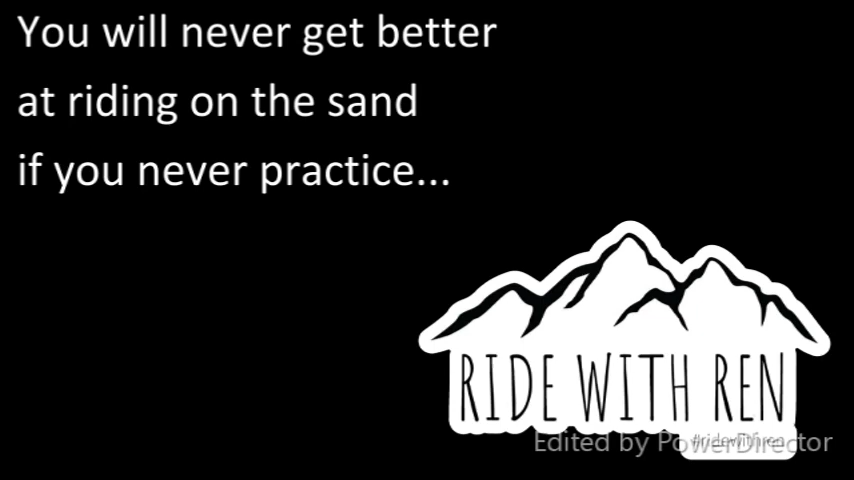 You will never get better
at riding on the sand
if you never practice...
RIDE WITH REN
#ridewithren
Edited by PowerDirector